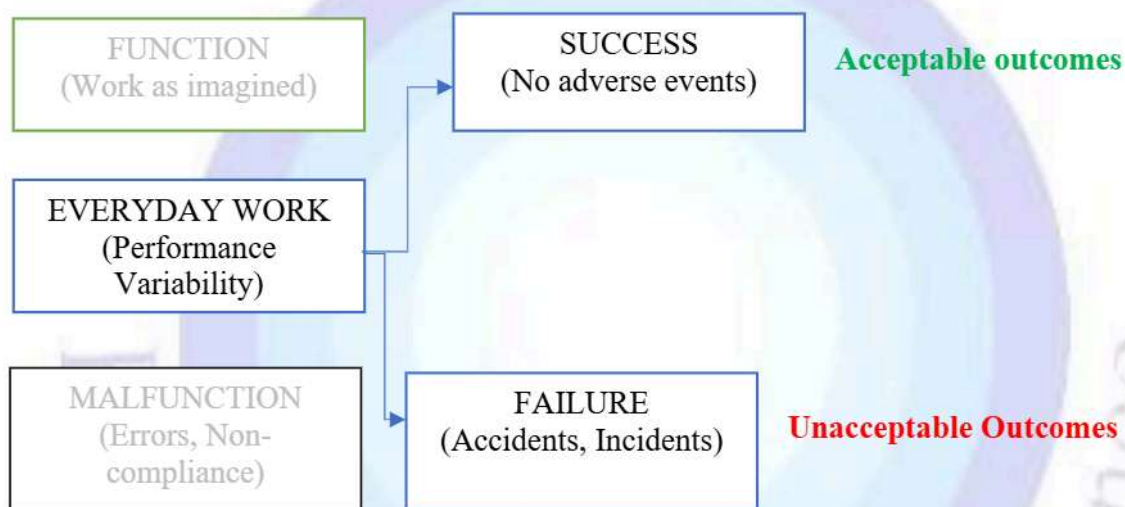 FUNCTION
(Work as imagined)
SUCCESS
(No adverse events)
Acceptable outcomes
EVERYDAY WORK
(Performance
Variability)
MALFUNCTION
(Errors, Non-
compliance)
FAILURE
(Accidents, Incidents)
Unacceptable Outcomes